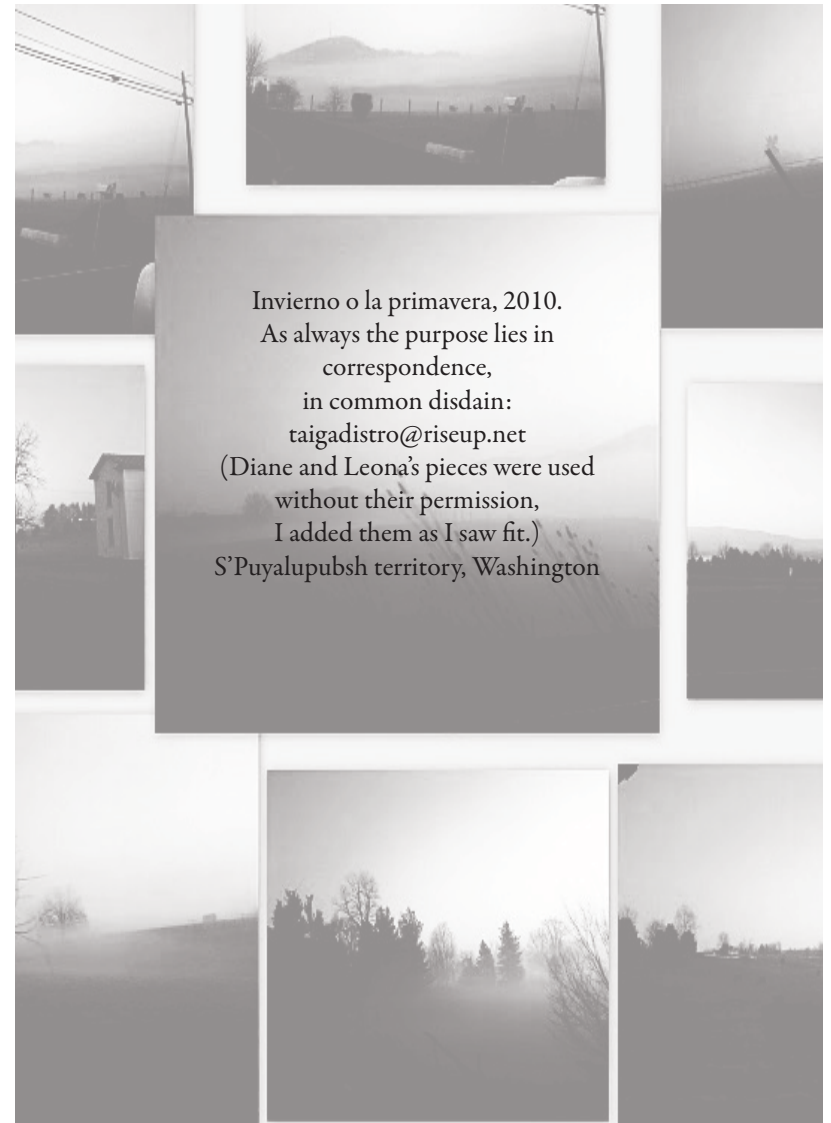 Invierno o la primavera, 2010.
As always the purpose lies in
correspondence,
in common disdain:
taigadistro@riseup.net
(Diane and Leona’s pieces were used
without their permission,
I added them as I saw fit.)
S’Puyalupubsh territory, Washington